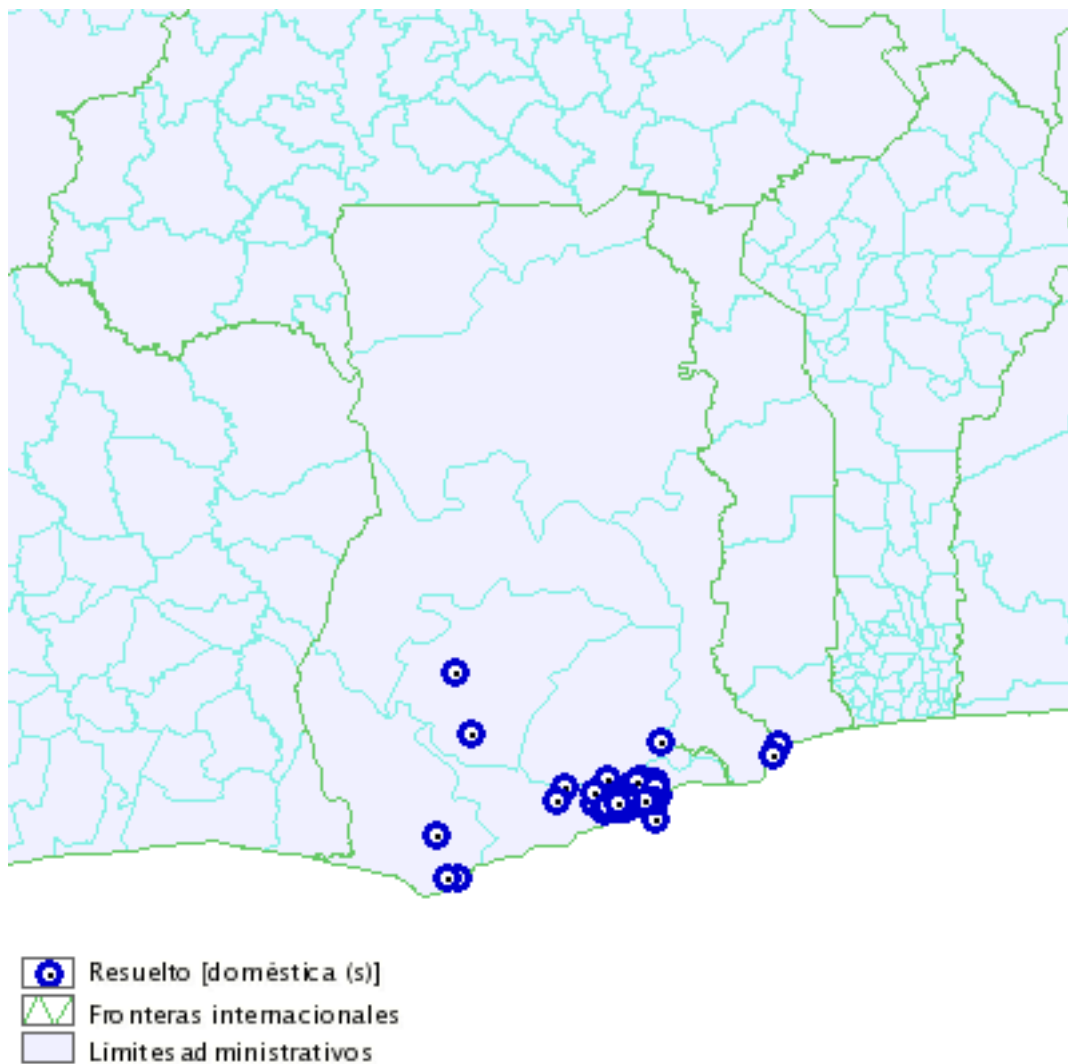 Resuelto [doméstica (s)]
Fronteras internacionales
Límites administrativos